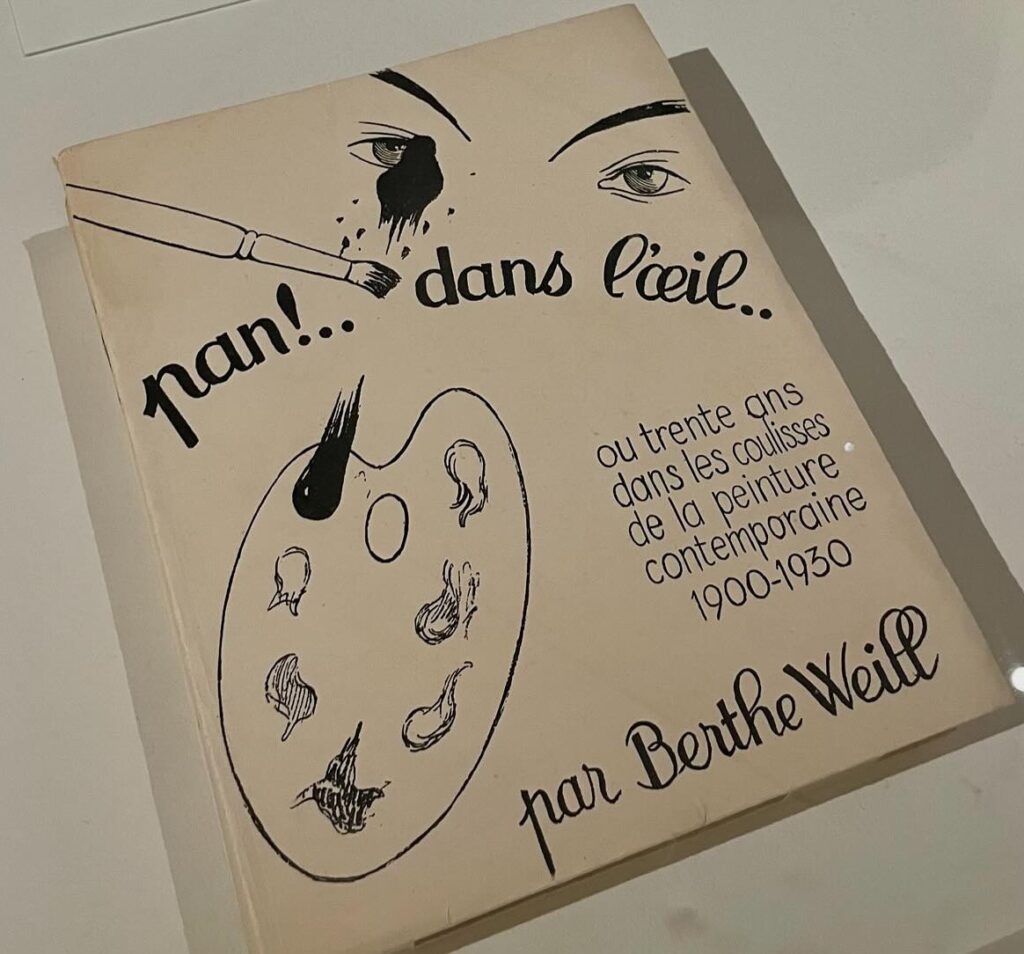 pan!.. dans l'œil..
ou trente ans
dans les coulisses
de la peinture
contemporaine
1900-1930
par Berthe Weill